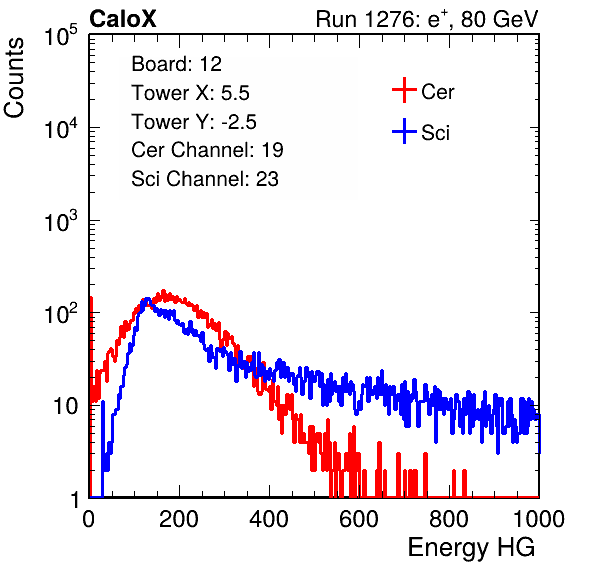 CaloX Run 1276: e⁺, 80 GeV
Counts
10⁵
10⁴
10³
10²
10
1
Board: 12
Tower X: 5.5
Tower Y: -2.5
Cer Channel: 19
Sci Channel: 23
Cer
Sci
0 200 400 600 800 1000
Energy HG